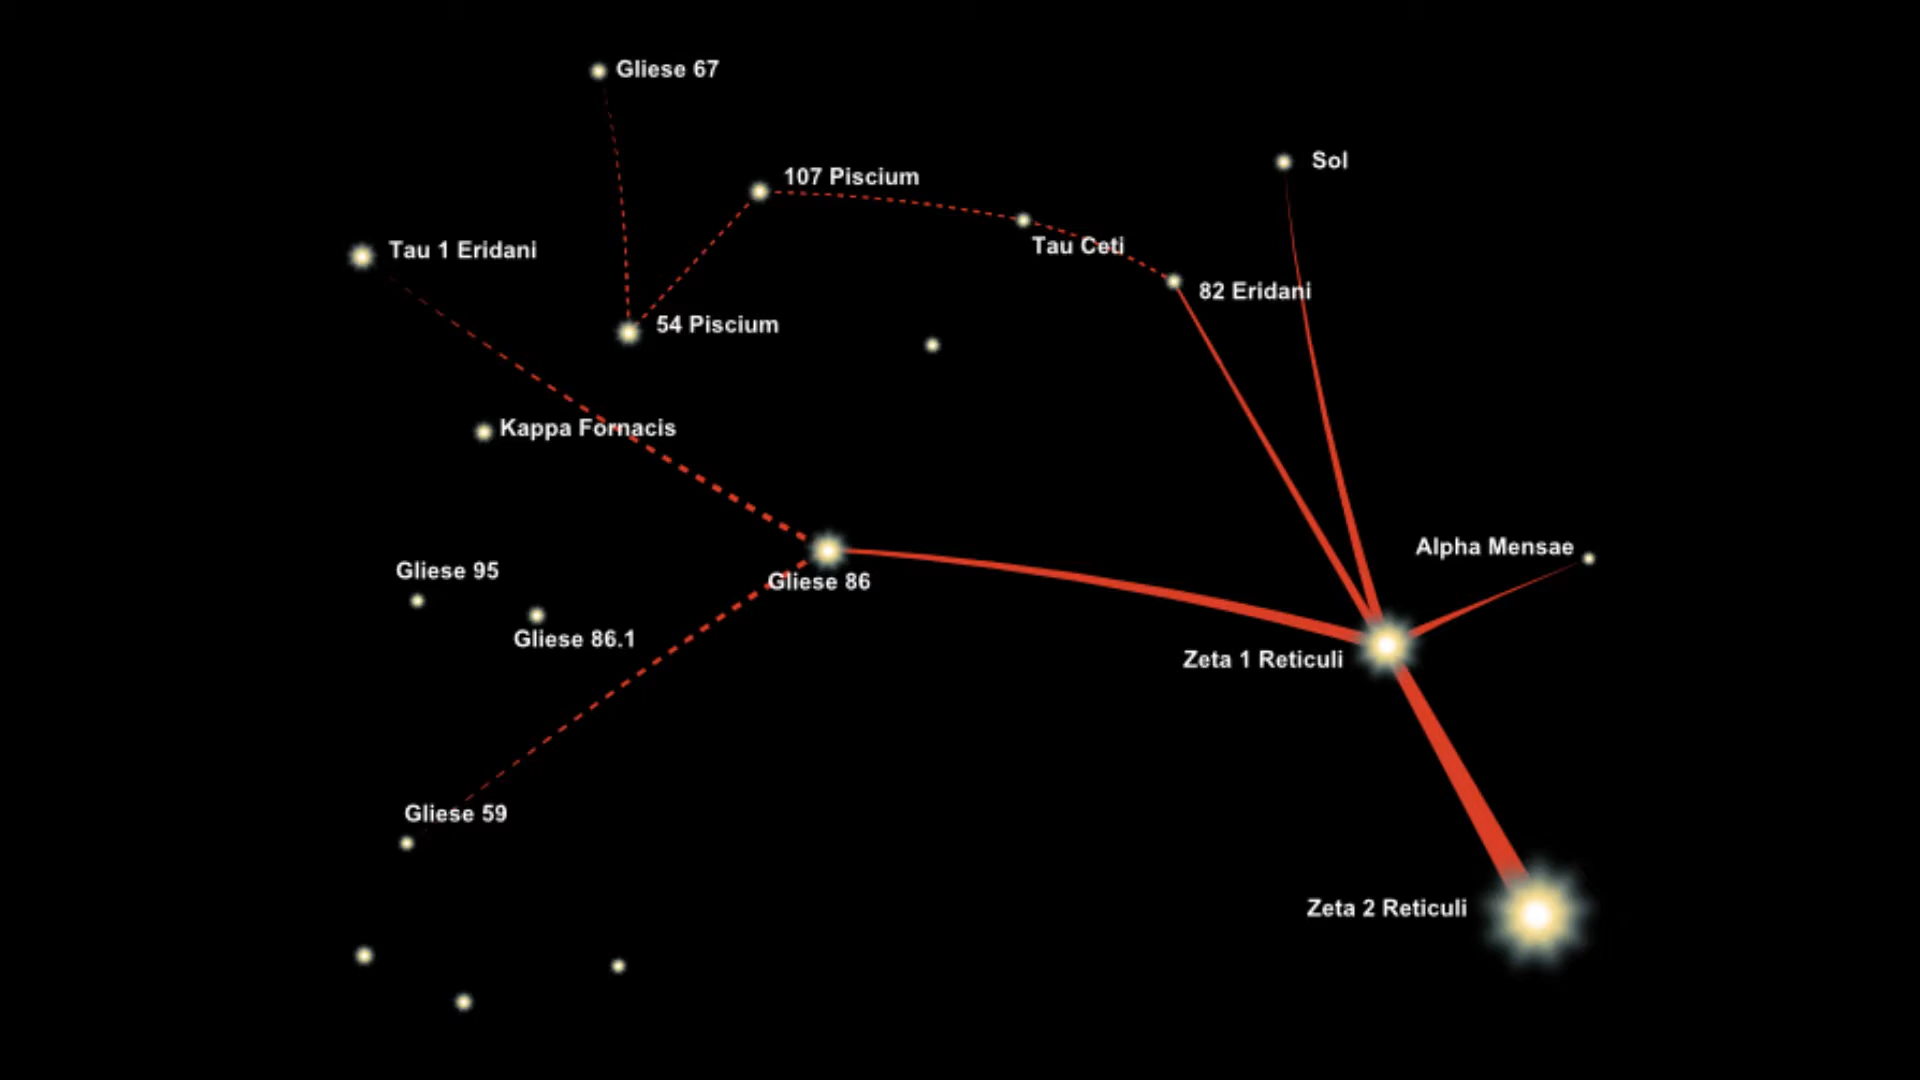 Gliese 67
Sol
107 Piscium
Tau Ceti
Tau 1 Eridani
82 Eridani
54 Piscium
Kappa Fornacis
Alpha Mensae
Gliese 95
Gliese 86
Gliese 86.1
Zeta 1 Reticuli
Gliese 59
Zeta 2 Reticuli